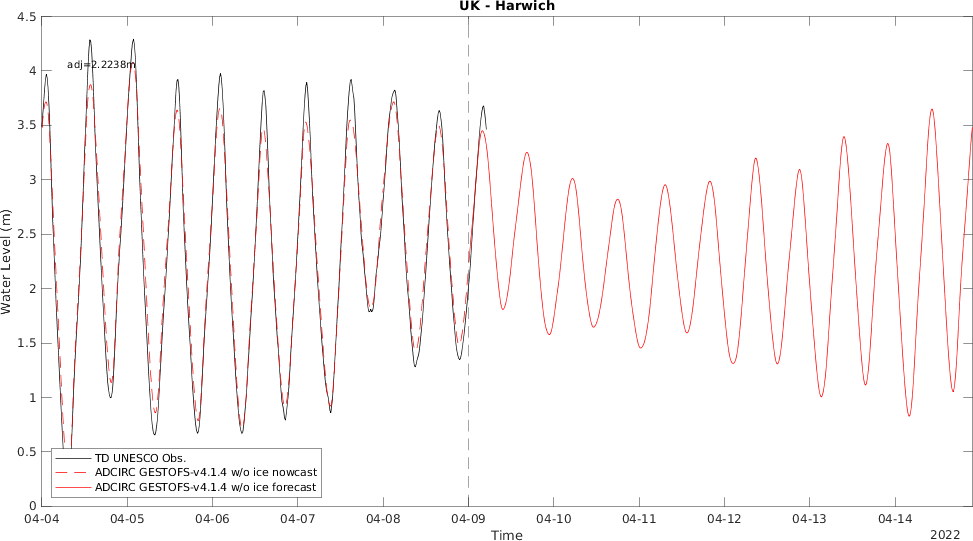 UK - Harwich
4.5
4
3.5
3
2.5
2
1.5
1
0.5
0
Water Level (m)
adj=2.2238m
TD UNESCO Obs.
ADCIRC GESTOFS-v4.1.4 w/o ice nowcast
ADCIRC GESTOFS-v4.1.4 w/o ice forecast
04-04 04-05 04-06 04-07 04-08 04-09 04-10 04-11 04-12 04-13 04-14
Time
2022